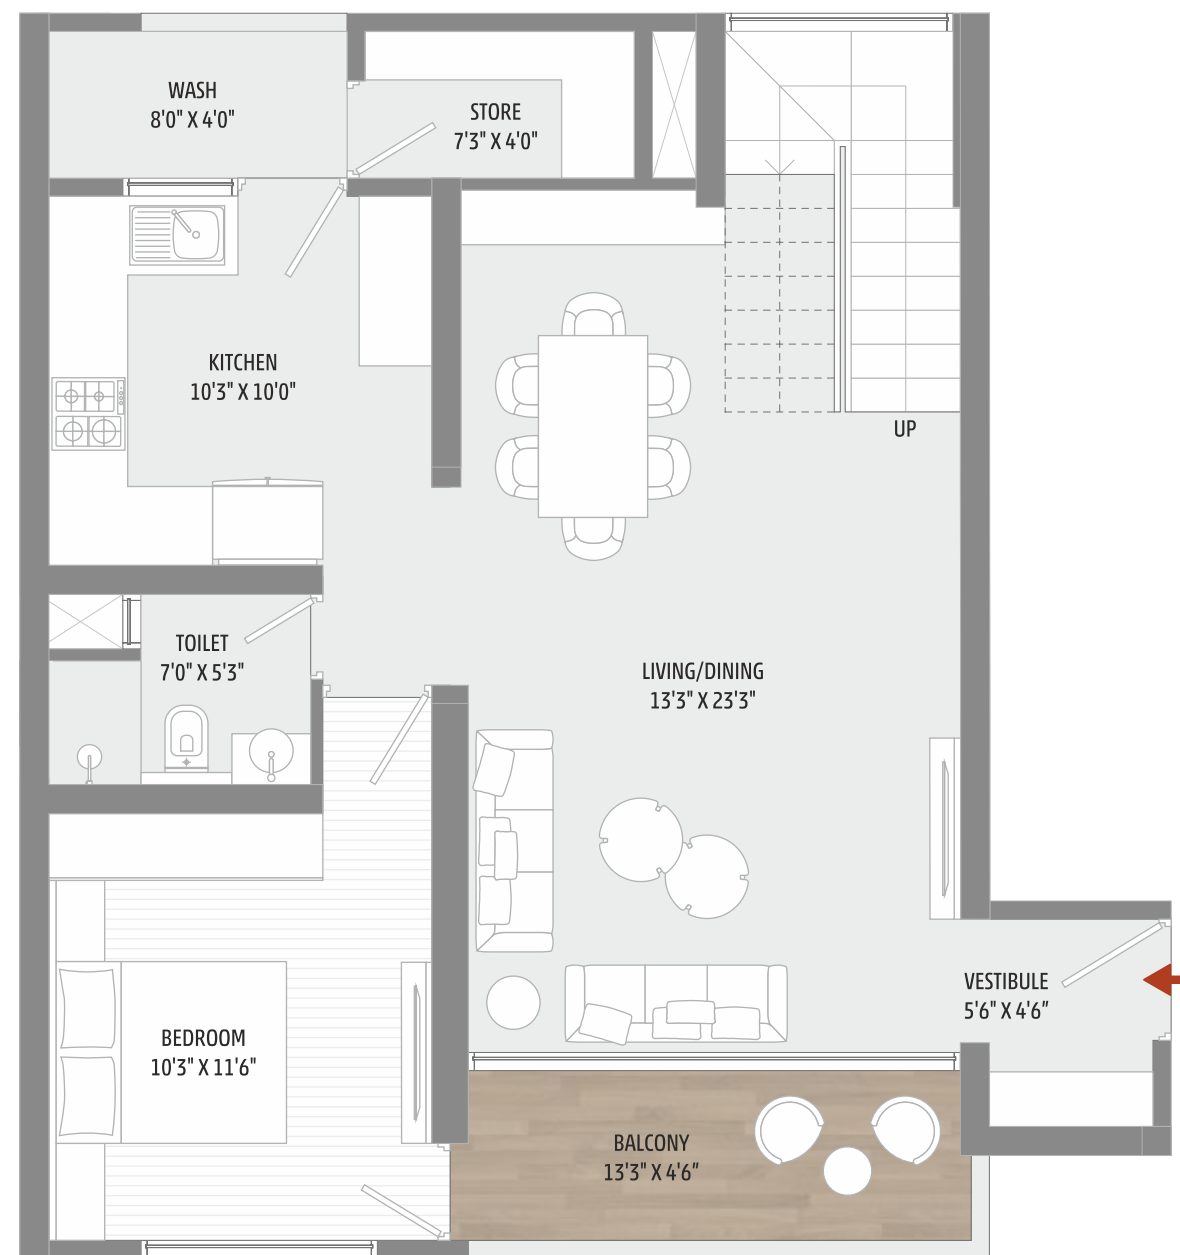 WASH
8'0" X 4'0"
STORE
7'3" X 4'0"
KITCHEN
10'3" X 10'0"
UP
TOILET
7'0" X 5'3"
LIVING/DINING
13'3" X 23'3"
VESTIBULE
5'6" X 4'6"
BEDROOM
10'3" X 11'6"
BALCONY
13'3" X 4'6"